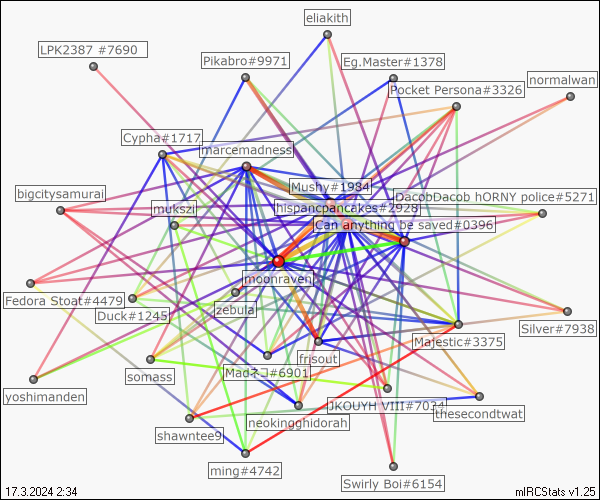 eliakith
LPK2387 #7690
Pikabro#9971
Eg.Master#1378
normalwan
Pocket Persona#3326
Cypha#1717
marcemadness
Mushy#1984
bigcitysamurai
DacobDacob hORNY police#5271
mukszi
hispancpancakes#2928
Can anything be saved#0396
moonraven
Fedora Stoat#4479
Duck#1245
zebula
Silver#7938
Majestic#3375
frisout
somass
Madネコ#6901
yoshimanden
JKOUYH VIII#7034
thesecondtwat
neokingghidorah
shawntee9
ming#4742
Swirly Boi#6154
17.3.2024 2:34
mIRCStats v1.25